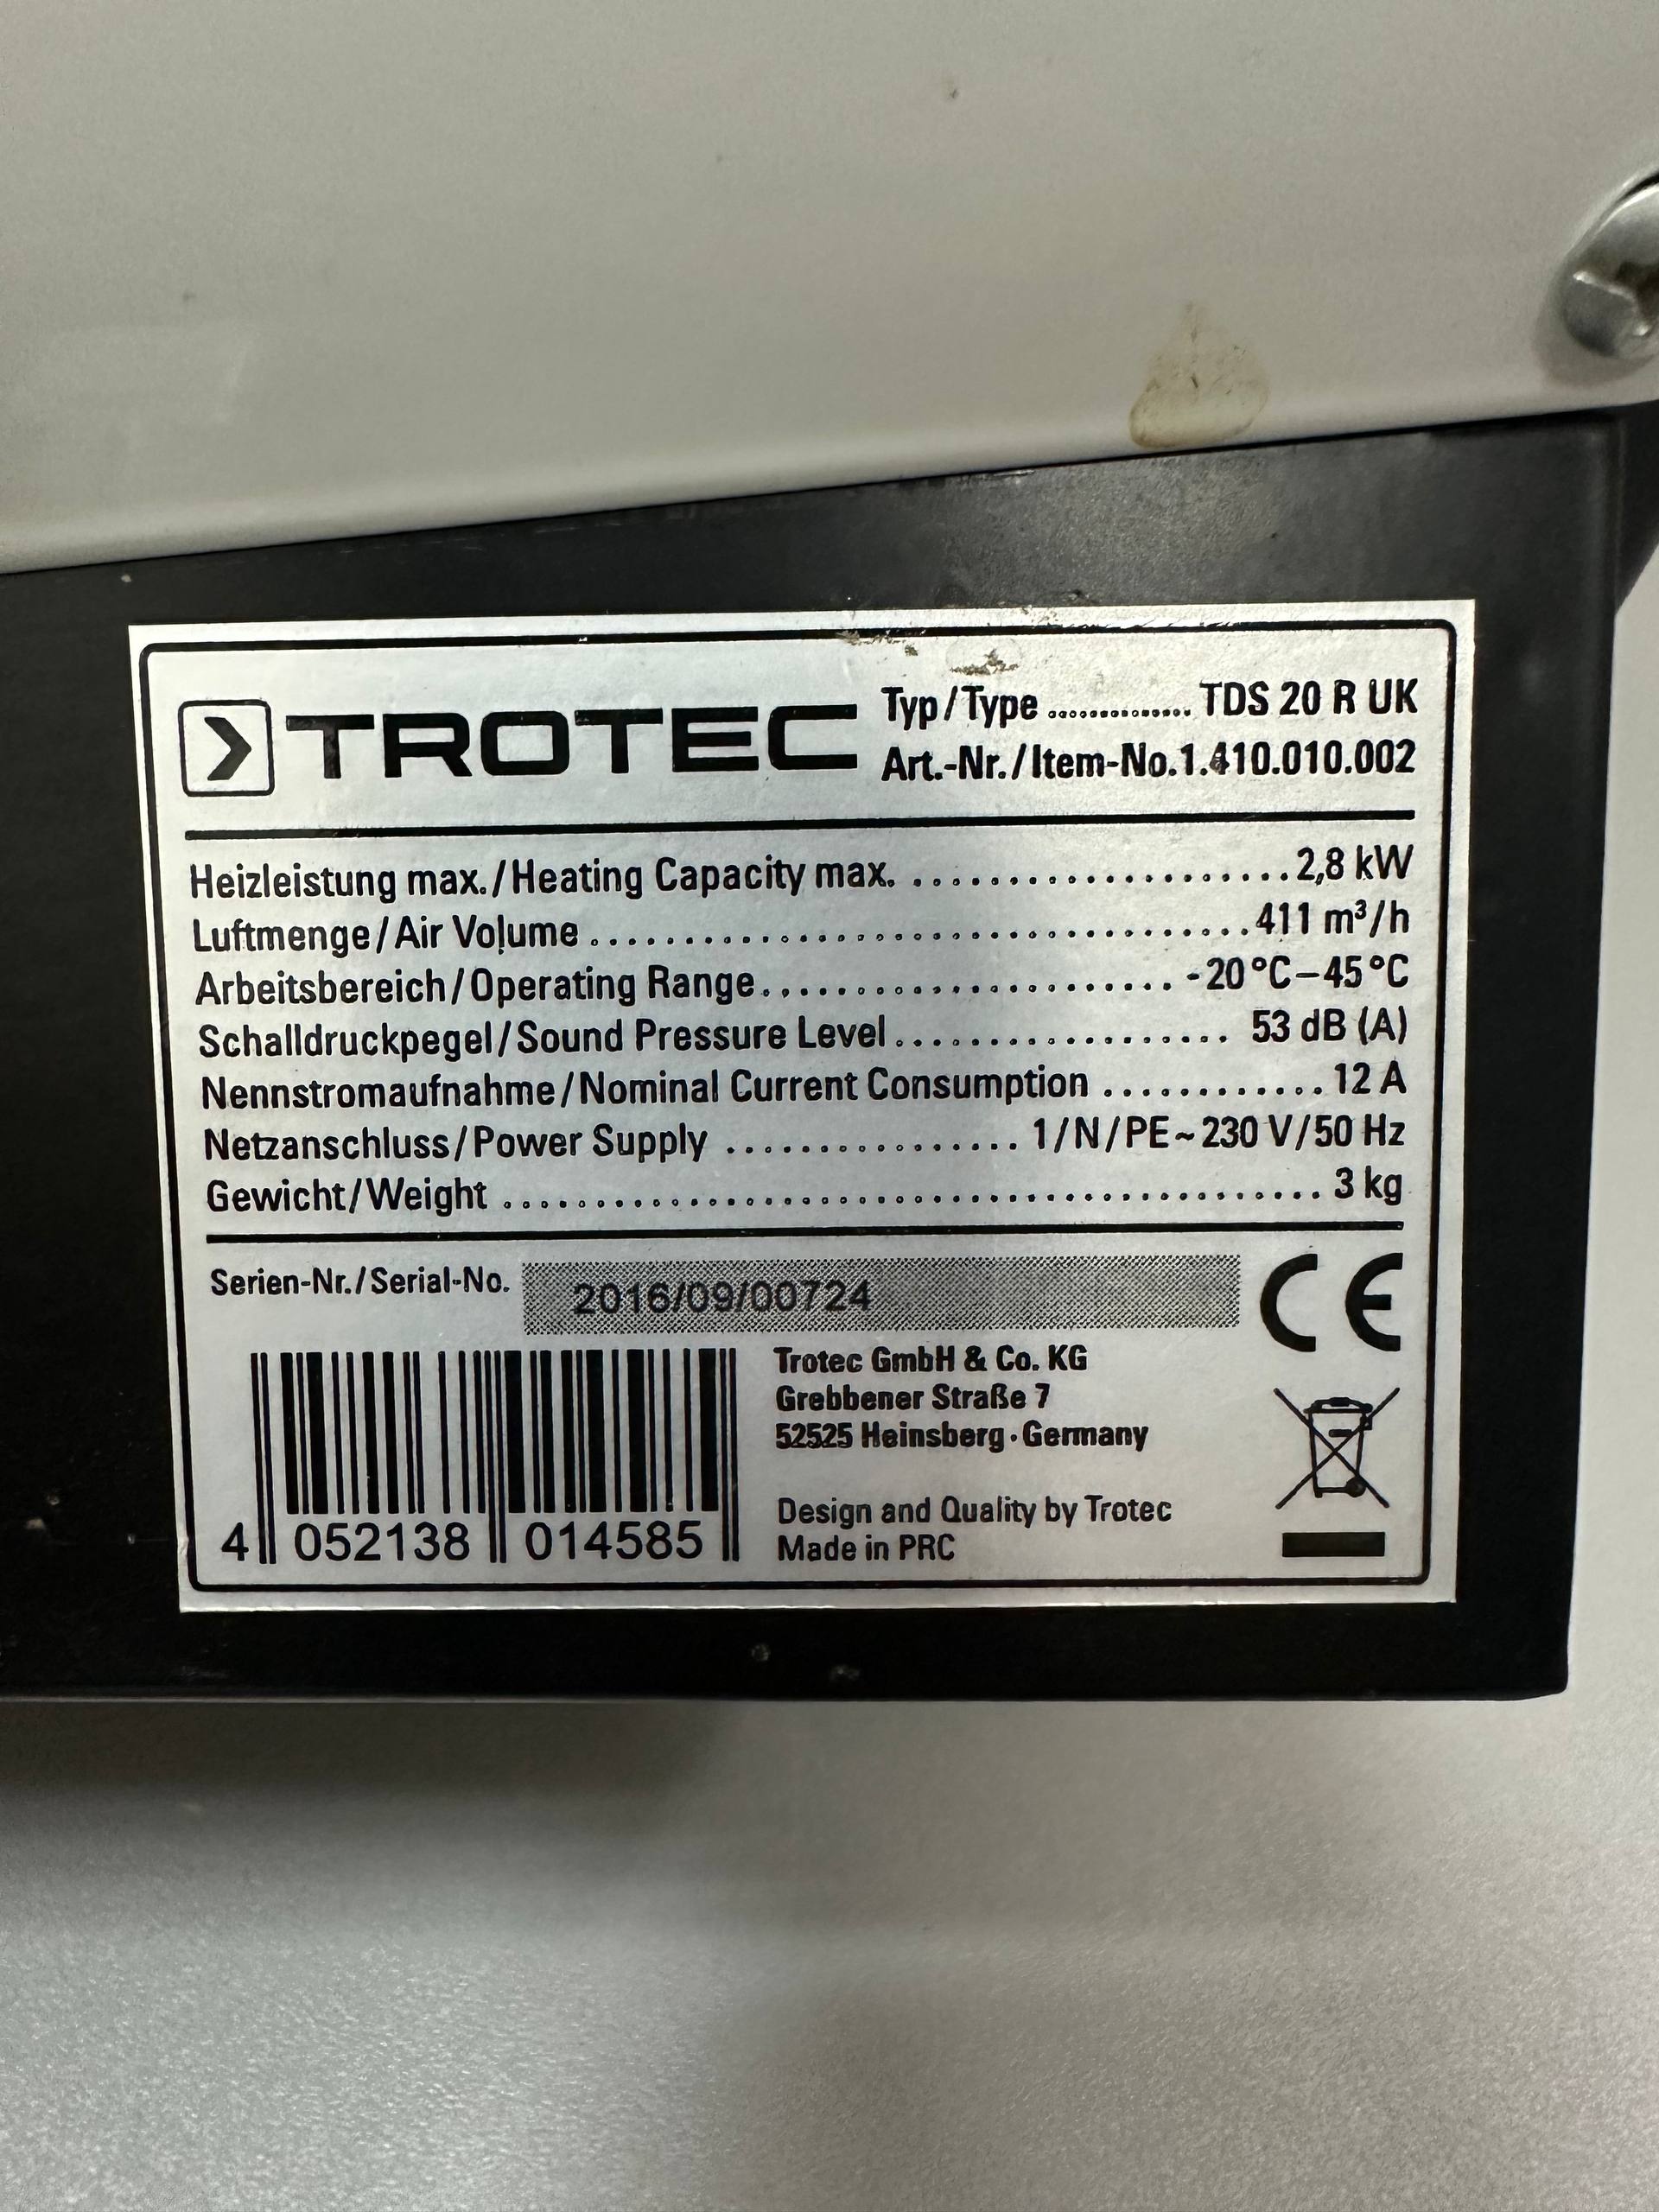 TROTEC
Typ/Type .............. TDS 20 R UK
Art.-Nr./Item-No.1.410.010.002
Heizleistung max./Heating Capacity max. ..................... 2,8 kW
Luftmenge/Air Volume ................................... 411 m³/h
Arbeitsbereich/Operating Range....................... -20°C–45°C
Schalldruckpegel/Sound Pressure Level.................. 53 dB (A)
Nennstromaufnahme/Nominal Current Consumption ............ 12 A
Netzanschluss/Power Supply ................ 1/N/PE~230 V/50 Hz
Gewicht/Weight ............................................ 3 kg
Serien-Nr./Serial-No. 2016/09/00724
CE
Trotec GmbH & Co. KG
Grebbener Straße 7
52525 Heinsberg · Germany
Design and Quality by Trotec
Made in PRC
4 052138 014585